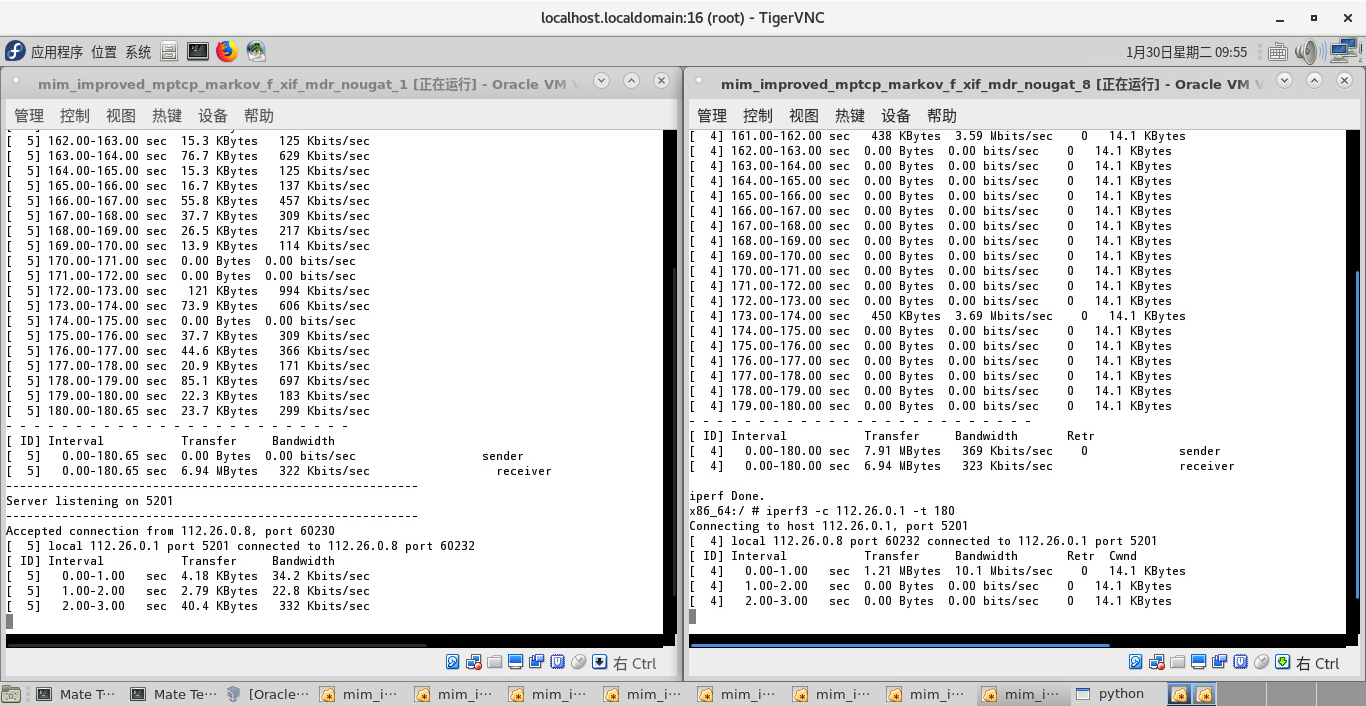 localhost.localdomain:16 (root) - TigerVNC
应用程序 位置 系统
1月30日星期二 09:55
mim_improved_mptcp_markov_f_xif_mdr_nougat_1 [正在运行] - Oracle VM V
管理 控制 视图 热键 设备 帮助
[  5] 162.00-163.00 sec  15.3 KBytes   125 Kbits/sec
[  5] 163.00-164.00 sec  76.7 KBytes   629 Kbits/sec
[  5] 164.00-165.00 sec  15.3 KBytes   125 Kbits/sec
[  5] 165.00-166.00 sec  16.7 KBytes   137 Kbits/sec
[  5] 166.00-167.00 sec  55.8 KBytes   457 Kbits/sec
[  5] 167.00-168.00 sec  37.7 KBytes   309 Kbits/sec
[  5] 168.00-169.00 sec  26.5 KBytes   217 Kbits/sec
[  5] 169.00-170.00 sec  13.9 KBytes   114 Kbits/sec
[  5] 170.00-171.00 sec  0.00 Bytes  0.00 bits/sec
[  5] 171.00-172.00 sec  0.00 Bytes  0.00 bits/sec
[  5] 172.00-173.00 sec   121 KBytes   994 Kbits/sec
[  5] 173.00-174.00 sec  73.9 KBytes   606 Kbits/sec
[  5] 174.00-175.00 sec  0.00 Bytes  0.00 bits/sec
[  5] 175.00-176.00 sec  37.7 KBytes   309 Kbits/sec
[  5] 176.00-177.00 sec  44.6 KBytes   366 Kbits/sec
[  5] 177.00-178.00 sec  20.9 KBytes   171 Kbits/sec
[  5] 178.00-179.00 sec  85.1 KBytes   697 Kbits/sec
[  5] 179.00-180.00 sec  22.3 KBytes   183 Kbits/sec
[  5] 180.00-180.65 sec  23.7 KBytes   299 Kbits/sec
- - - - - - - - - - - - - - - - - - - - - - - - -
[ ID] Interval           Transfer     Bandwidth
[  5]   0.00-180.65 sec  0.00 Bytes  0.00 bits/sec                  sender
[  5]   0.00-180.65 sec  6.94 MBytes   322 Kbits/sec                  receiver
-----------------------------------------------------------
Server listening on 5201
-----------------------------------------------------------
Accepted connection from 112.26.0.8, port 60230
[  5] local 112.26.0.1 port 5201 connected to 112.26.0.8 port 60232
[ ID] Interval           Transfer     Bandwidth
[  5]   0.00-1.00   sec  4.18 KBytes  34.2 Kbits/sec
[  5]   1.00-2.00   sec  2.79 KBytes  22.8 Kbits/sec
[  5]   2.00-3.00   sec  40.4 KBytes   332 Kbits/sec
右 Ctrl
mim_improved_mptcp_markov_f_xif_mdr_nougat_8 [正在运行] - Oracle VM V
管理 控制 视图 热键 设备 帮助
[  4] 161.00-162.00 sec   438 KBytes  3.59 Mbits/sec    0   14.1 KBytes
[  4] 162.00-163.00 sec  0.00 Bytes  0.00 bits/sec    0   14.1 KBytes
[  4] 163.00-164.00 sec  0.00 Bytes  0.00 bits/sec    0   14.1 KBytes
[  4] 164.00-165.00 sec  0.00 Bytes  0.00 bits/sec    0   14.1 KBytes
[  4] 165.00-166.00 sec  0.00 Bytes  0.00 bits/sec    0   14.1 KBytes
[  4] 166.00-167.00 sec  0.00 Bytes  0.00 bits/sec    0   14.1 KBytes
[  4] 167.00-168.00 sec  0.00 Bytes  0.00 bits/sec    0   14.1 KBytes
[  4] 168.00-169.00 sec  0.00 Bytes  0.00 bits/sec    0   14.1 KBytes
[  4] 169.00-170.00 sec  0.00 Bytes  0.00 bits/sec    0   14.1 KBytes
[  4] 170.00-171.00 sec  0.00 Bytes  0.00 bits/sec    0   14.1 KBytes
[  4] 171.00-172.00 sec  0.00 Bytes  0.00 bits/sec    0   14.1 KBytes
[  4] 172.00-173.00 sec  0.00 Bytes  0.00 bits/sec    0   14.1 KBytes
[  4] 173.00-174.00 sec   450 KBytes  3.69 Mbits/sec    0   14.1 KBytes
[  4] 174.00-175.00 sec  0.00 Bytes  0.00 bits/sec    0   14.1 KBytes
[  4] 175.00-176.00 sec  0.00 Bytes  0.00 bits/sec    0   14.1 KBytes
[  4] 176.00-177.00 sec  0.00 Bytes  0.00 bits/sec    0   14.1 KBytes
[  4] 177.00-178.00 sec  0.00 Bytes  0.00 bits/sec    0   14.1 KBytes
[  4] 178.00-179.00 sec  0.00 Bytes  0.00 bits/sec    0   14.1 KBytes
[  4] 179.00-180.00 sec  0.00 Bytes  0.00 bits/sec    0   14.1 KBytes
- - - - - - - - - - - - - - - - - - - - - - - - -
[ ID] Interval           Transfer     Bandwidth       Retr
[  4]   0.00-180.00 sec  7.91 MBytes   369 Kbits/sec    0             sender
[  4]   0.00-180.00 sec  6.94 MBytes   323 Kbits/sec                  receiver
iperf Done.
x86_64:/ # iperf3 -c 112.26.0.1 -t 180
Connecting to host 112.26.0.1, port 5201
[  4] local 112.26.0.8 port 60232 connected to 112.26.0.1 port 5201
[ ID] Interval           Transfer     Bandwidth       Retr  Cwnd
[  4]   0.00-1.00   sec  1.21 MBytes  10.1 Mbits/sec    0   14.1 KBytes
[  4]   1.00-2.00   sec  0.00 Bytes  0.00 bits/sec    0   14.1 KBytes
[  4]   2.00-3.00   sec  0.00 Bytes  0.00 bits/sec    0   14.1 KBytes
右 Ctrl
Mate T… Mate Te… [Oracle… mim_i… mim_i… mim_i… mim_i… mim_i… mim_i… mim_i… mim_i… python